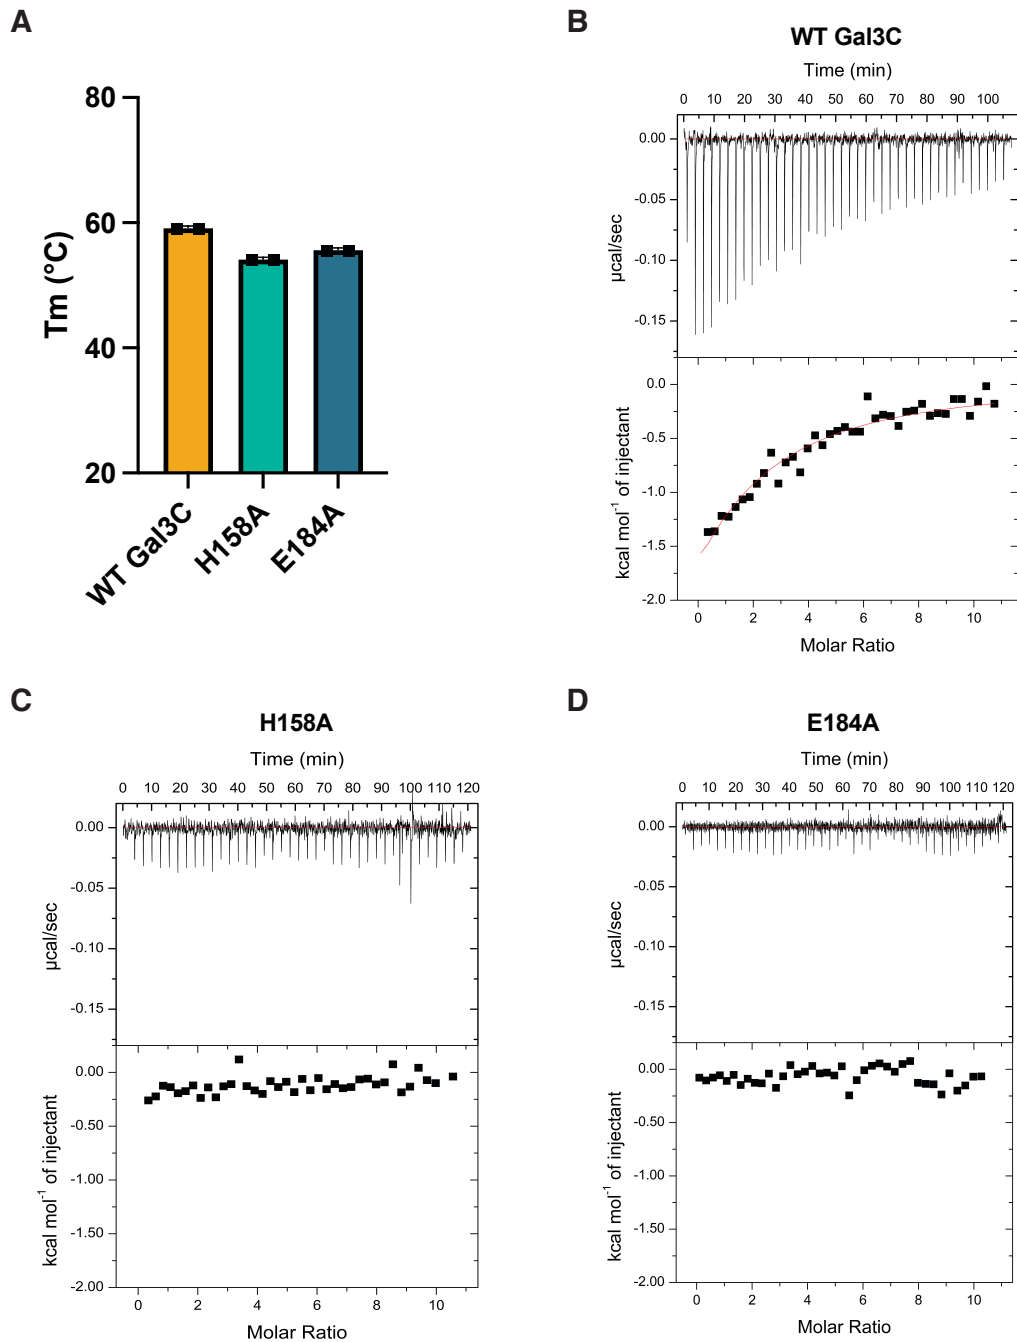 A
80
60
40
20
Tm (°C)
WT Gal3C
H158A
E184A
B
WT Gal3C
Time (min)
0 10 20 30 40 50 60 70 80 90 100
0.00
-0.05
-0.10
-0.15
µcal/sec
0.0
-0.5
-1.0
-1.5
-2.0
kcal mol⁻¹ of injectant
0 2 4 6 8 10
Molar Ratio
C
H158A
Time (min)
0 10 20 30 40 50 60 70 80 90 100 110 120
0.00
-0.05
-0.10
-0.15
µcal/sec
0.00
-0.50
-1.00
-1.50
-2.00
kcal mol⁻¹ of injectant
0 2 4 6 8 10
Molar Ratio
D
E184A
Time (min)
0 10 20 30 40 50 60 70 80 90 100 110 120
0.00
-0.05
-0.10
-0.15
µcal/sec
0.00
-0.50
-1.00
-1.50
-2.00
kcal mol⁻¹ of injectant
0 2 4 6 8 10
Molar Ratio